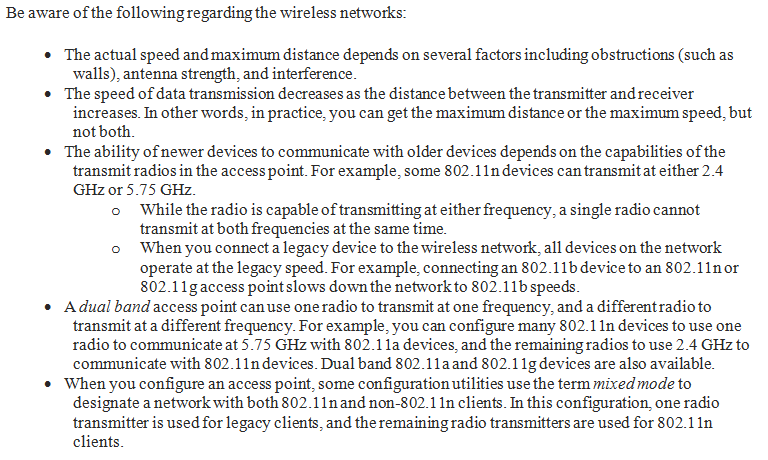 Be aware of the following regarding the wireless networks:
• The actual speed and maximum distance depends on several factors including obstructions (such as
walls), antenna strength, and interference.
• The speed of data transmission decreases as the distance between the transmitter and receiver
increases. In other words, in practice, you can get the maximum distance or the maximum speed, but
not both.
• The ability of newer devices to communicate with older devices depends on the capabilities of the
transmit radios in the access point. For example, some 802.11n devices can transmit at either 2.4
GHz or 5.75 GHz.
o While the radio is capable of transmitting at either frequency, a single radio cannot
transmit at both frequencies at the same time.
o When you connect a legacy device to the wireless network, all devices on the network
operate at the legacy speed. For example, connecting an 802.11b device to an 802.11n or
802.11g access point slows down the network to 802.11b speeds.
• A dual band access point can use one radio to transmit at one frequency, and a different radio to
transmit at a different frequency. For example, you can configure many 802.11n devices to use one
radio to communicate at 5.75 GHz with 802.11a devices, and the remaining radios to use 2.4 GHz to
communicate with 802.11n devices. Dual band 802.11a and 802.11g devices are also available.
• When you configure an access point, some configuration utilities use the term mixed mode to
designate a network with both 802.11n and non-802.11n clients. In this configuration, one radio
transmitter is used for legacy clients, and the remaining radio transmitters are used for 802.11n
clients.